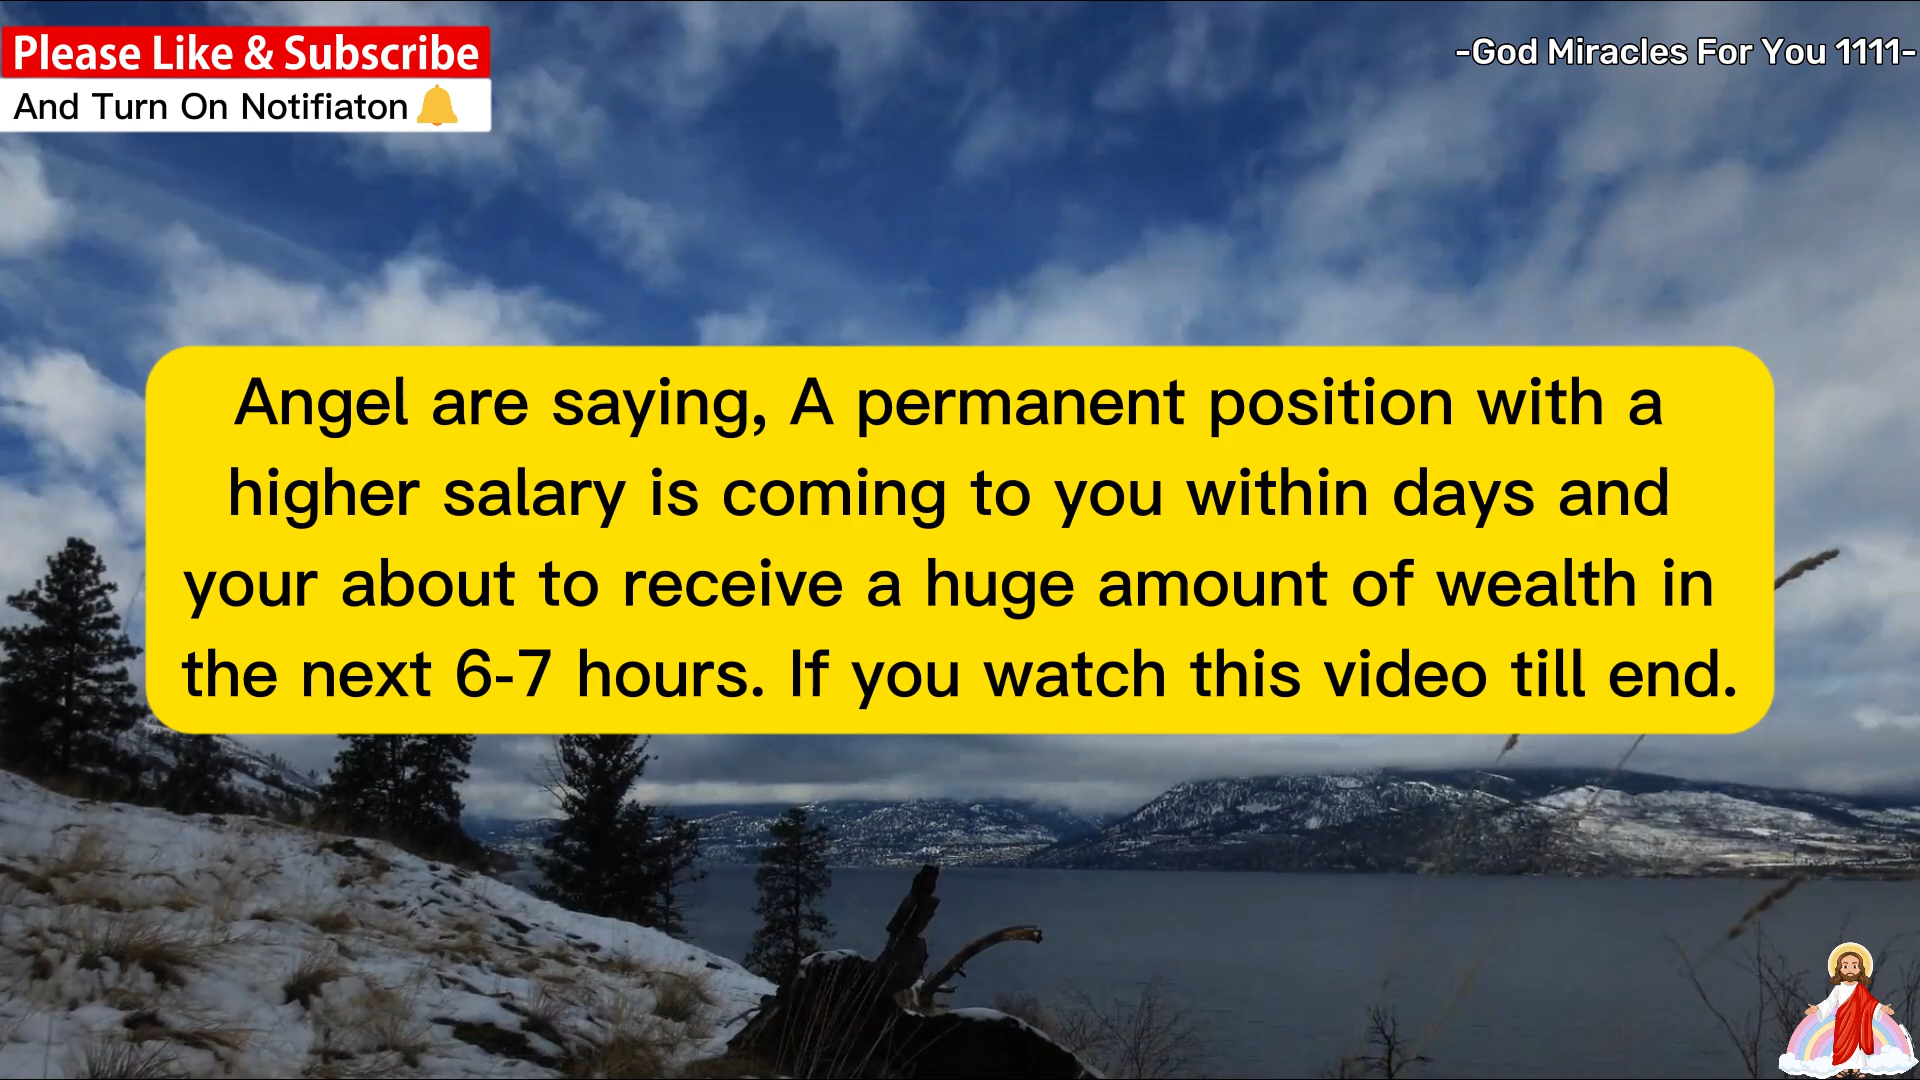 Please Like & Subscribe
And Turn On Notifiaton
-God Miracles For You 1111-
Angel are saying, A permanent position with a
higher salary is coming to you within days and
your about to receive a huge amount of wealth in
the next 6-7 hours. If you watch this video till end.